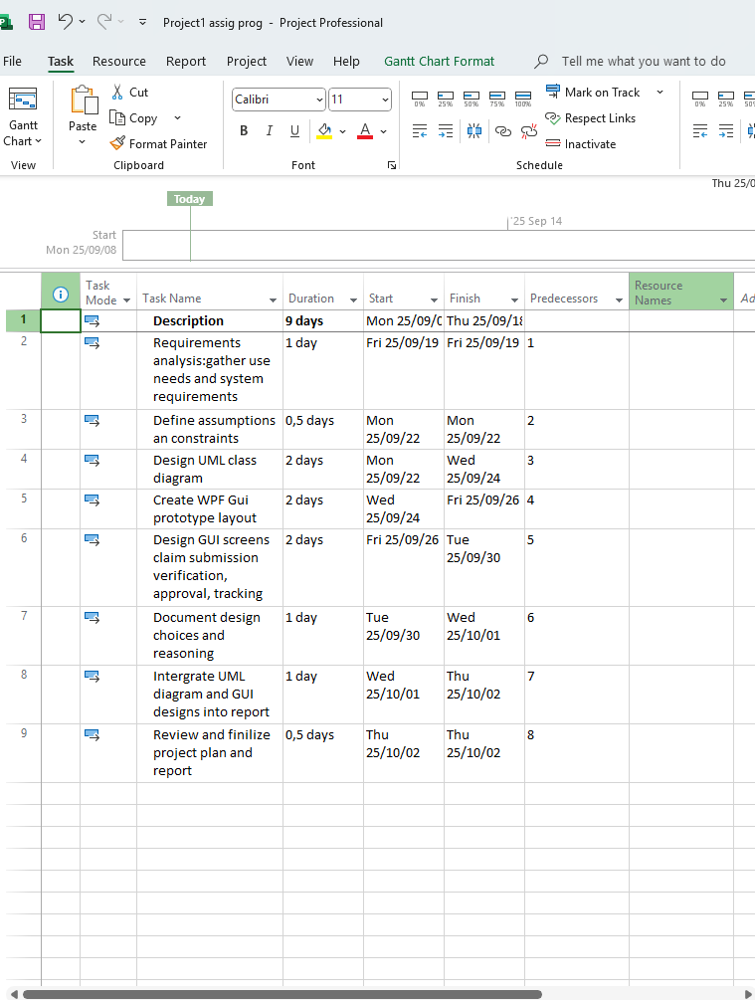 Project1 assig prog - Project Professional
File Task Resource Report Project View Help Gantt Chart Format Tell me what you want to do
Gantt
Chart
View
Paste
Cut
Copy
Format Painter
Clipboard
Calibri 11
B I U A
Font
0% 25% 50% 75% 100%
Mark on Track
Respect Links
Inactivate
Schedule
0% 25% 50%
Thu 25/0
Today
'25 Sep 14
Start
Mon 25/09/08
Task
Mode
Task Name
Duration
Start
Finish
Predecessors
Resource
Names
Ad
1 Description 9 days Mon 25/09/0 Thu 25/09/18
2 Requirements 1 day Fri 25/09/19 Fri 25/09/19 1
analysis:gather use
needs and system
requirements
3 Define assumptions 0,5 days Mon Mon 2
an constraints 25/09/22 25/09/22
4 Design UML class 2 days Mon Wed 3
diagram 25/09/22 25/09/24
5 Create WPF Gui 2 days Wed Fri 25/09/26 4
prototype layout 25/09/24
6 Design GUI screens 2 days Fri 25/09/26 Tue 5
claim submission 25/09/30
verification,
approval, tracking
7 Document design 1 day Tue Wed 6
choices and 25/09/30 25/10/01
reasoning
8 Intergrate UML 1 day Wed Thu 7
diagram and GUI 25/10/01 25/10/02
designs into report
9 Review and finilize 0,5 days Thu Thu 8
project plan and 25/10/02 25/10/02
report